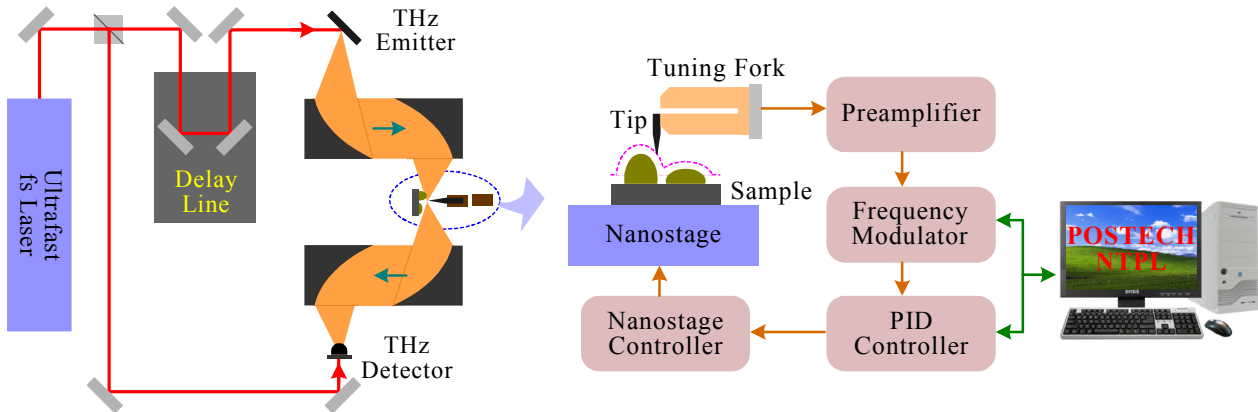 THz
Emitter
Ultrafast
fs Laser
Delay
Line
THz
Detector
Tuning Fork
Tip
Sample
Nanostage
Preamplifier
Frequency
Modulator
PID
Controller
Nanostage
Controller
POSTECH
NTPL